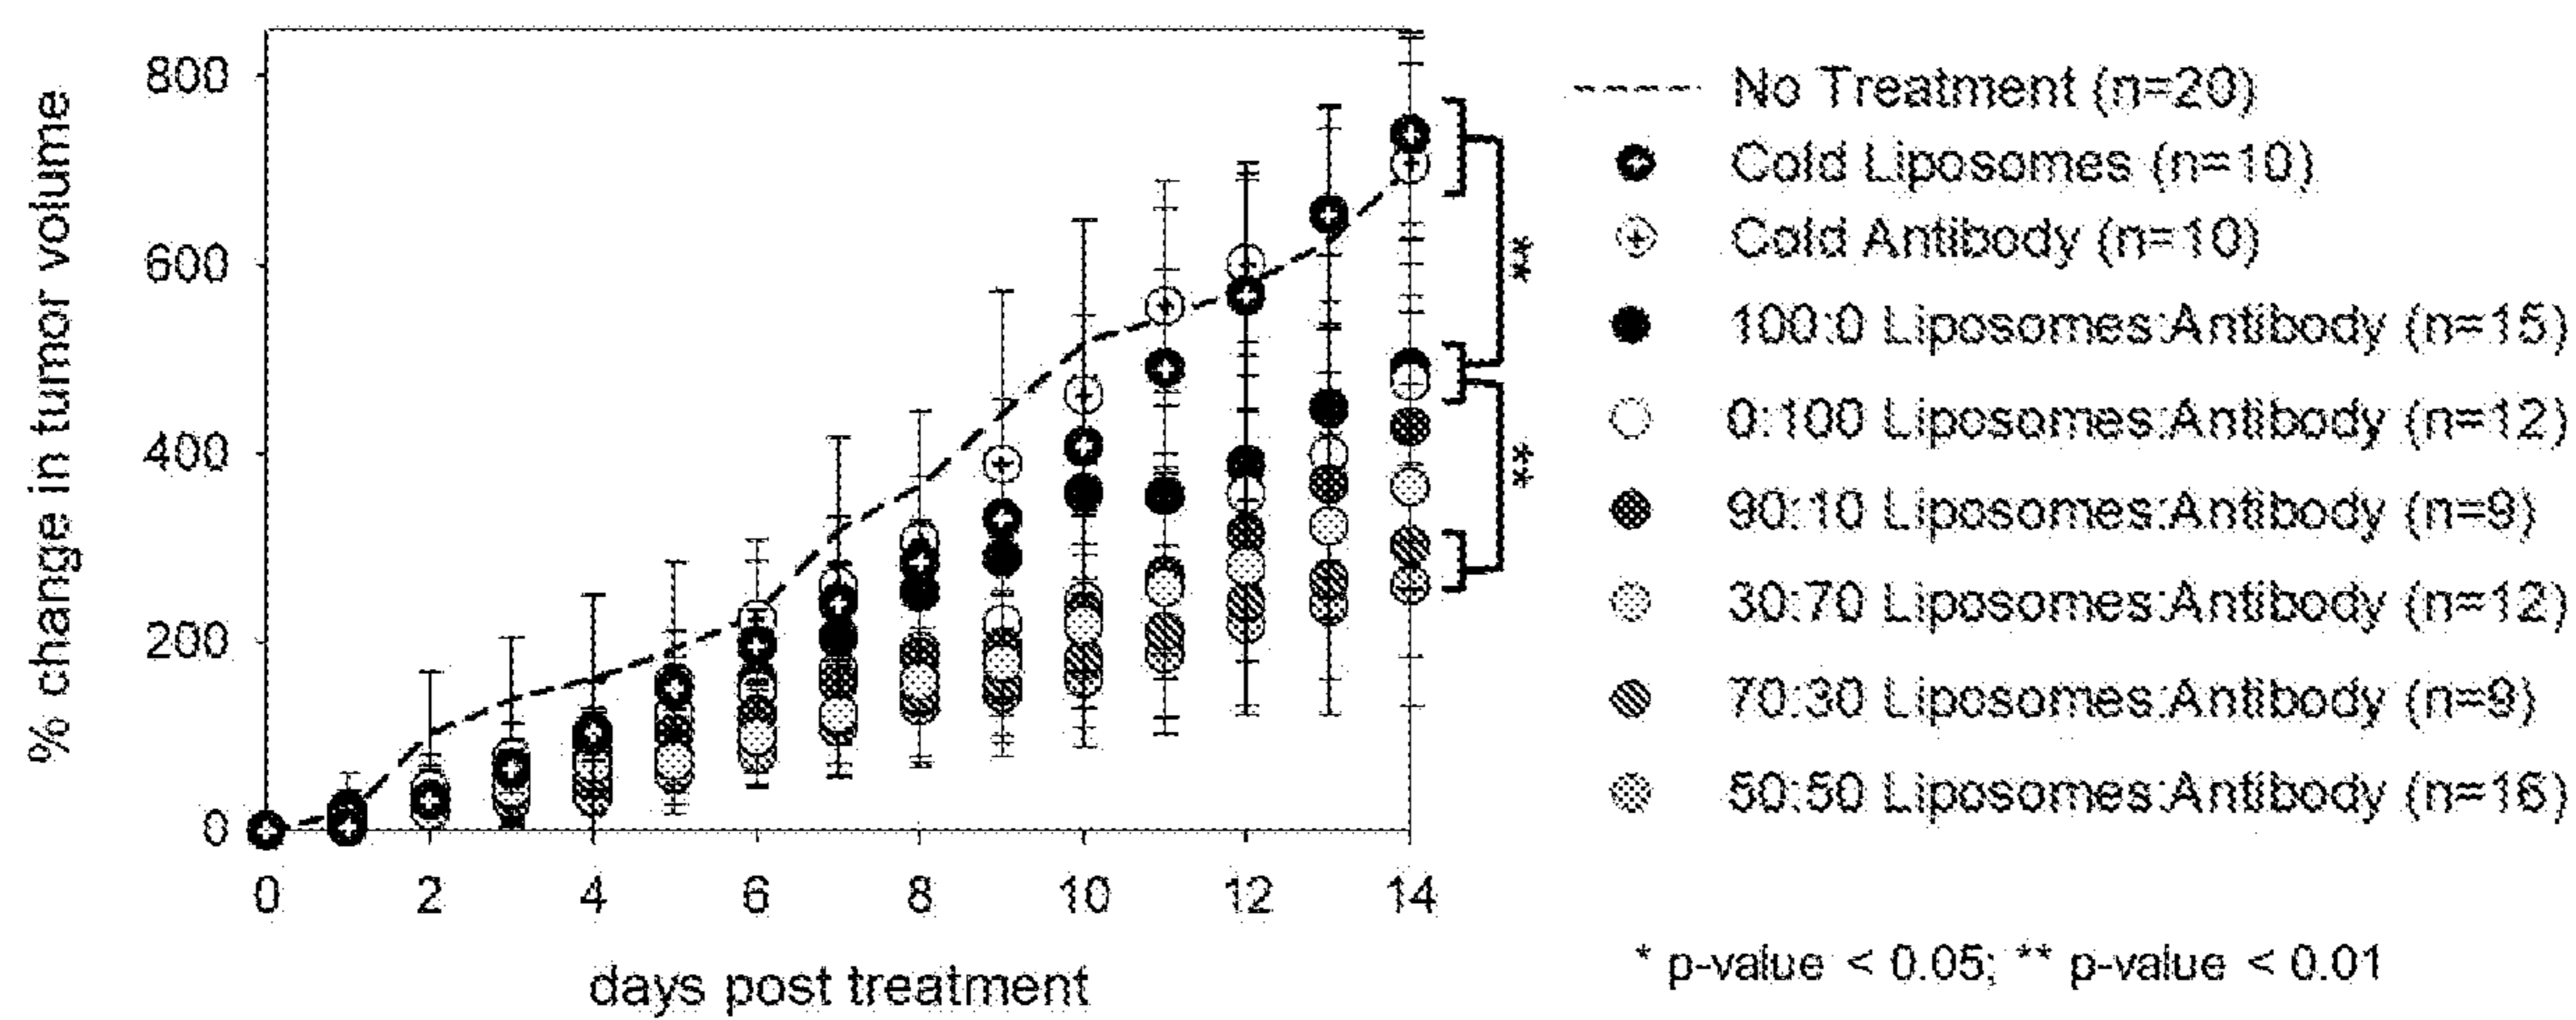 % change in tumor volume
800
600
400
200
0
0 2 4 6 8 10 12 14
days post treatment
**
**
No Treatment (n=20)
Cold Liposomes (n=10)
Cold Antibody (n=10)
100:0 Liposomes:Antibody (n=15)
0:100 Liposomes:Antibody (n=12)
90:10 Liposomes:Antibody (n=9)
30:70 Liposomes:Antibody (n=12)
70:30 Liposomes:Antibody (n=9)
50:50 Liposomes:Antibody (n=16)
* p-value < 0.05; ** p-value < 0.01